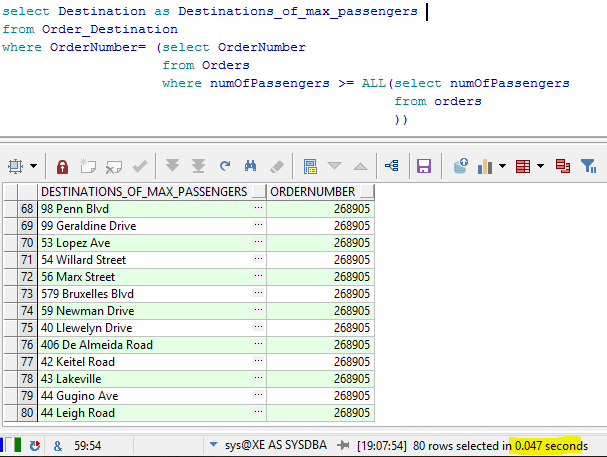 select Destination as Destinations_of_max_passengers
from Order_Destination
where OrderNumber= (select OrderNumber
from Orders
where numOfPassengers >= ALL(select numOfPassengers
from orders
))
DESTINATIONS_OF_MAX_PASSENGERS ... ORDERNUMBER ...
68 98 Penn Blvd ... 268905
69 99 Geraldine Drive ... 268905
70 53 Lopez Ave ... 268905
71 54 Willard Street ... 268905
72 56 Marx Street ... 268905
73 579 Bruxelles Blvd ... 268905
74 59 Newman Drive ... 268905
75 40 Llewelyn Drive ... 268905
76 406 De Almeida Road ... 268905
77 42 Keitel Road ... 268905
78 43 Lakeville ... 268905
79 44 Gugino Ave ... 268905
80 44 Leigh Road ... 268905
& 59:54 sys@XE AS SYSDBA [19:07:54] 80 rows selected in 0.047 seconds